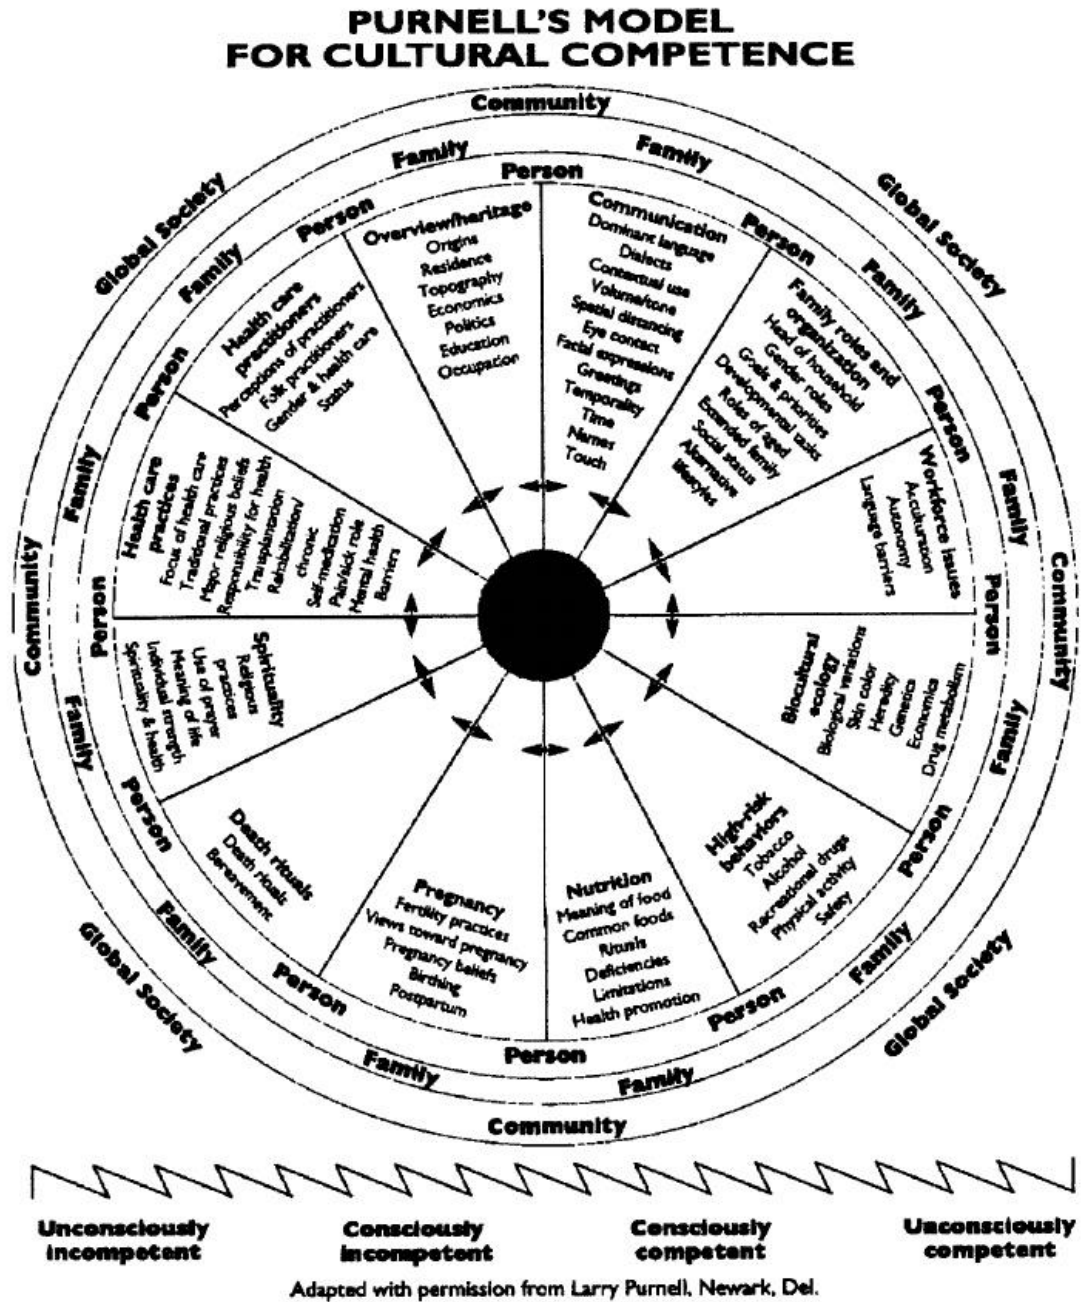 PURNELL'S MODEL
FOR CULTURAL COMPETENCE
Community
Family
Family
Person
Global Society
Global Society
Person
Person
Family
Family
Overview/heritage
Origins
Residence
Topography
Economics
Politics
Education
Occupation
Communication
Dominant language
Dialects
Contextual use
Volume/tone
Spatial distancing
Eye contact
Facial expressions
Greetings
Temporality
Time
Names
Touch
Family roles and
organization
Head of household
Gender roles
Goals & priorities
Developmental tasks
Roles of aged
Extended family
Social status
Alternative
lifestyles
Person
Family
Workforce issues
Acculturation
Autonomy
Language barriers
Community
Person
Biocultural
ecology
Biological variations
Skin color
Heredity
Genetics
Economics
Drug metabolism
Family
Person
High-risk
behaviors
Tobacco
Alcohol
Recreational drugs
Physical activity
Safety
Family
Global Society
Person
Nutrition
Meaning of food
Common foods
Rituals
Deficiencies
Limitations
Health promotion
Person
Family
Community
Pregnancy
Fertility practices
Views toward pregnancy
Pregnancy beliefs
Birthing
Postpartum
Family
Person
Death rituals
Death rituals
Bereavement
Family
Global Society
Person
Spirituality
Religious
practices
Use of prayer
Meaning of life
Individual strength
Spirituality & health
Family
Person
Community
Health care
practices
Focus of health care
Traditional practices
Major religious beliefs
Responsibility for health
Transplantation
Rehabilitation/
chronic
Self-medication
Pain/sick role
Mental health
Barriers
Family
Person
Health care
practitioners
Perceptions of practitioners
Folk practitioners
Gender & health care
Status
Unconsciously
incompetent
Consciously
incompetent
Consciously
competent
Unconsciously
competent
Adapted with permission from Larry Purnell, Newark, Del.